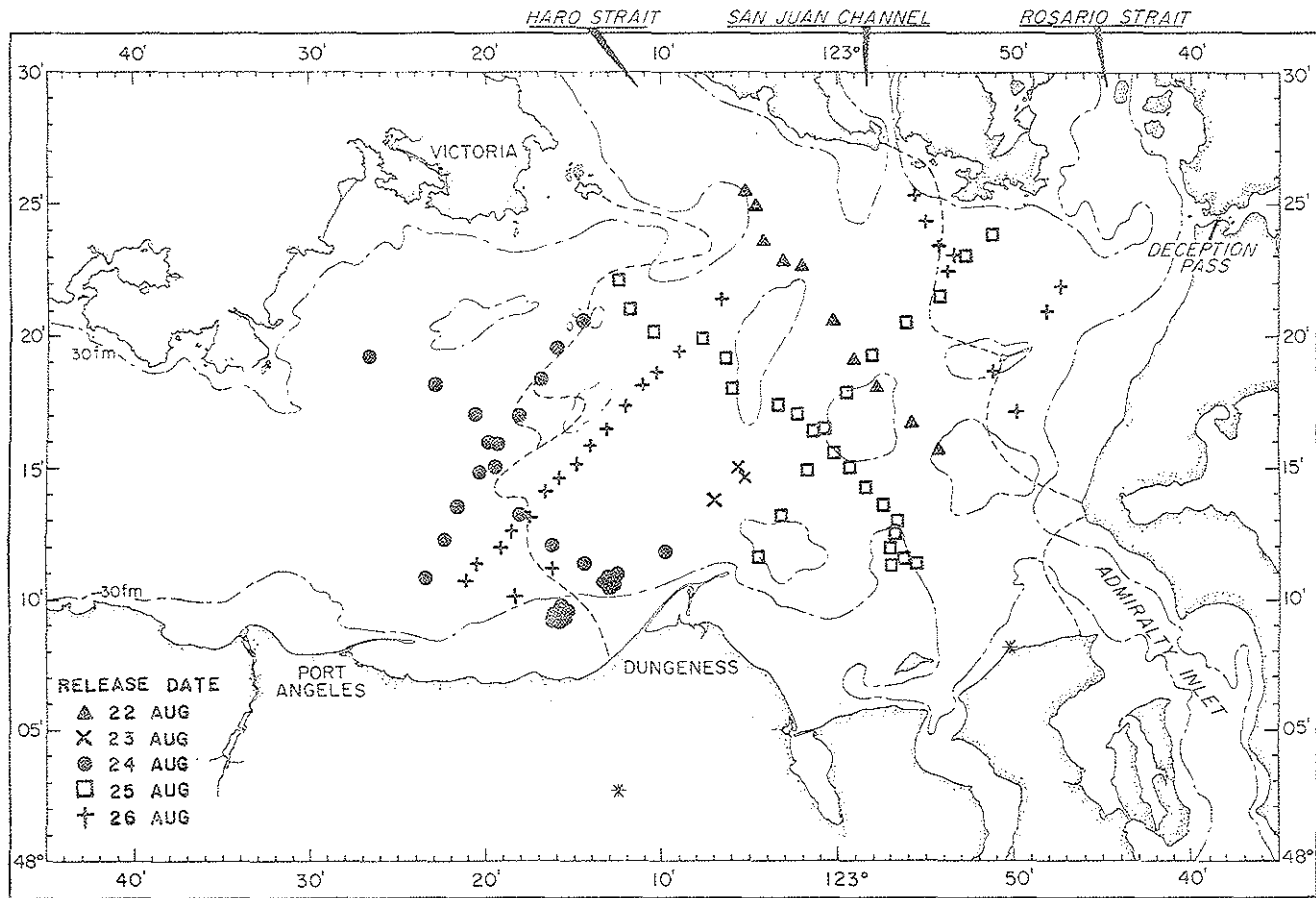 HARO STRAIT SAN JUAN CHANNEL ROSARIO STRAIT
40' 30' 20' 10' 123° 50' 40'
30' 30'
VICTORIA
25' 25'
DECEPTION
PASS
20' 20'
30fm
15' 15'
30fm
10' 10'
ADMIRALTY INLET
PORT
ANGELES
DUNGENESS
RELEASE DATE
22 AUG
23 AUG
24 AUG
25 AUG
26 AUG
05' 05'
48° 48°
40' 30' 20' 10' 123° 50' 40'